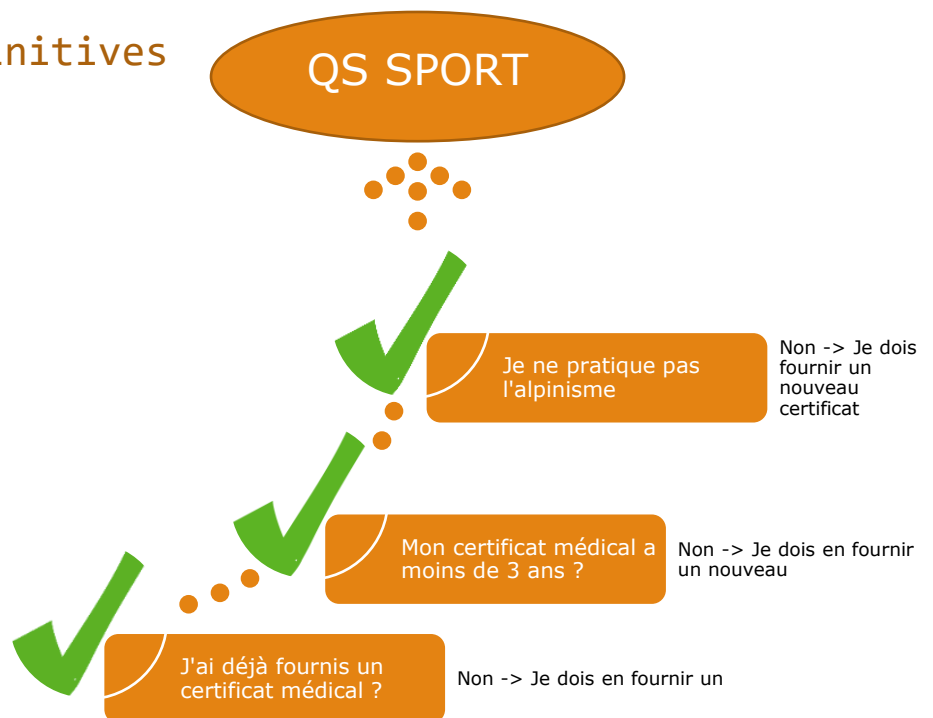 initives
QS SPORT
Je ne pratique pas
l'alpinisme
Non -> Je dois
fournir un
nouveau
certificat
Mon certificat médical a
moins de 3 ans ?
Non -> Je dois en fournir
un nouveau
J'ai déjà fournis un
certificat médical ?
Non -> Je dois en fournir un